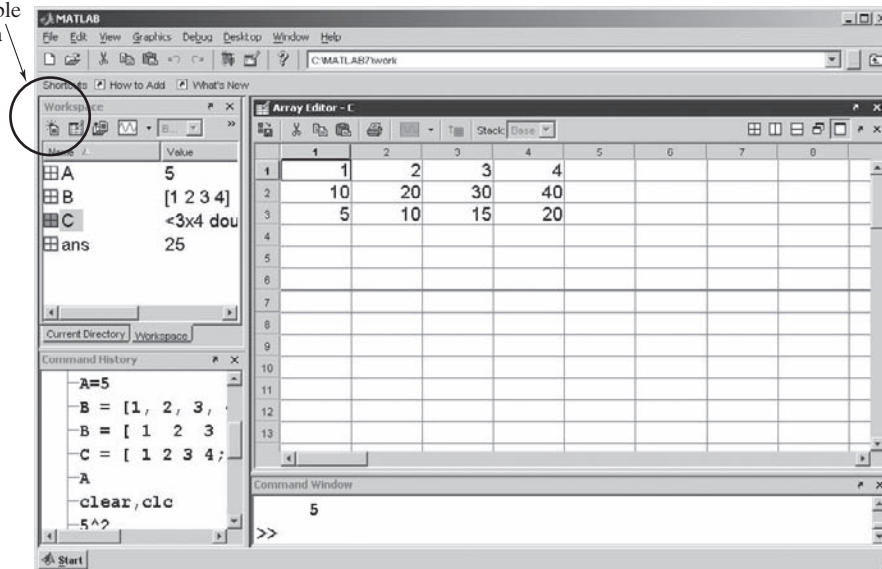 MATLAB
File Edit View Graphics Debug Desktop Window Help
C:\MATLAB7\work
Shortcuts How to Add What's New
Workspace
Name Value
A 5
B [1 2 3 4]
C <3x4 dou
ans 25
Current Directory Workspace
Command History
A=5
B = [1, 2, 3,
B = [ 1 2 3
C = [ 1 2 3 4;
A
clear,clc
5^2
Array Editor - C
Stack: Base
1 2 3 4 5 6 7 8
1 1 2 3 4
2 10 20 30 40
3 5 10 15 20
4
5
6
7
8
9
10
11
12
13
Command Window
5
>>
Start